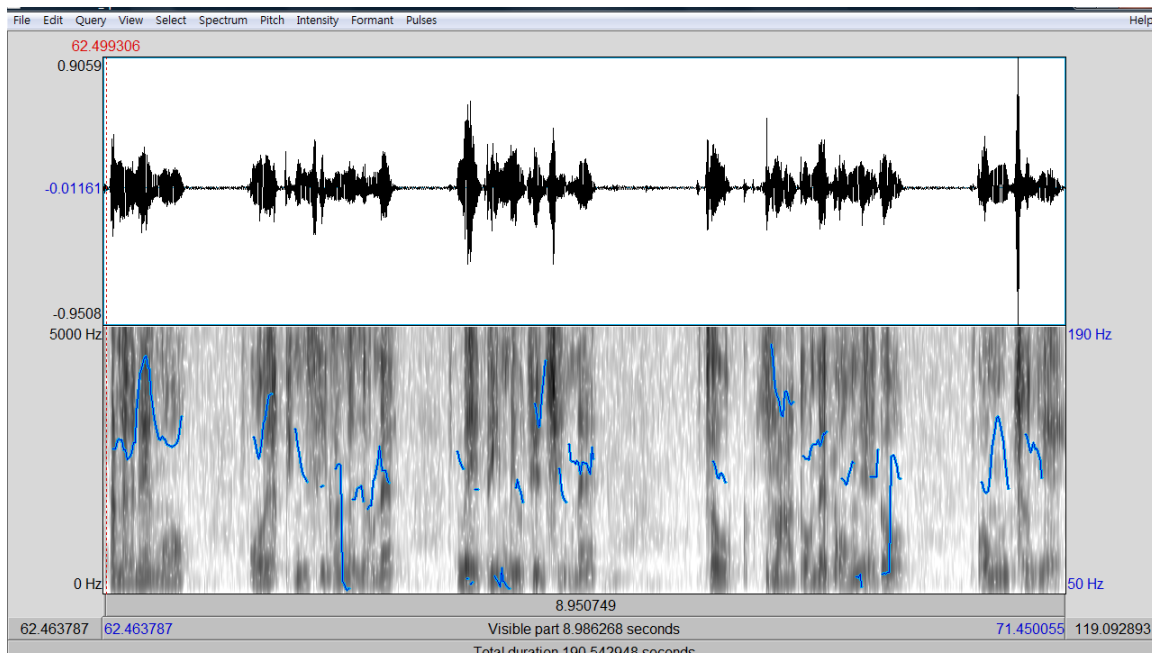 File Edit Query View Select Spectrum Pitch Intensity Formant Pulses Help
62.499306
0.9059
-0.01161
-0.9508
5000 Hz 190 Hz
0 Hz 50 Hz
8.950749
62.463787 62.463787 Visible part 8.986268 seconds 71.450055 119.092893
Total duration 190.542948 seconds